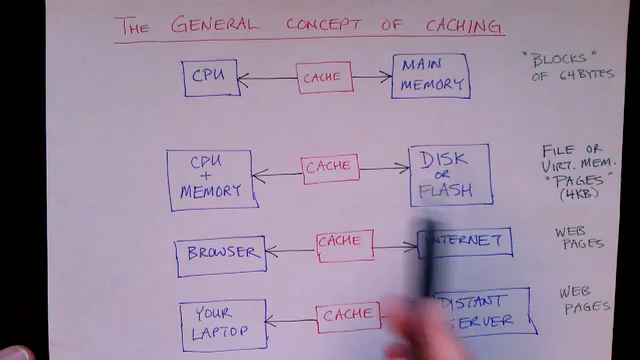 THE GENERAL CONCEPT OF CACHING
CPU
CACHE
MAIN
MEMORY
"BLOCKS"
OF 64 BYTES
CPU
+
MEMORY
CACHE
DISK
OR
FLASH
FILE OR
VIRT. MEM.
"PAGES"
(4KB)
BROWSER
CACHE
INTERNET
WEB
PAGES
YOUR
LAPTOP
CACHE
DISTANT
SERVER
WEB
PAGES